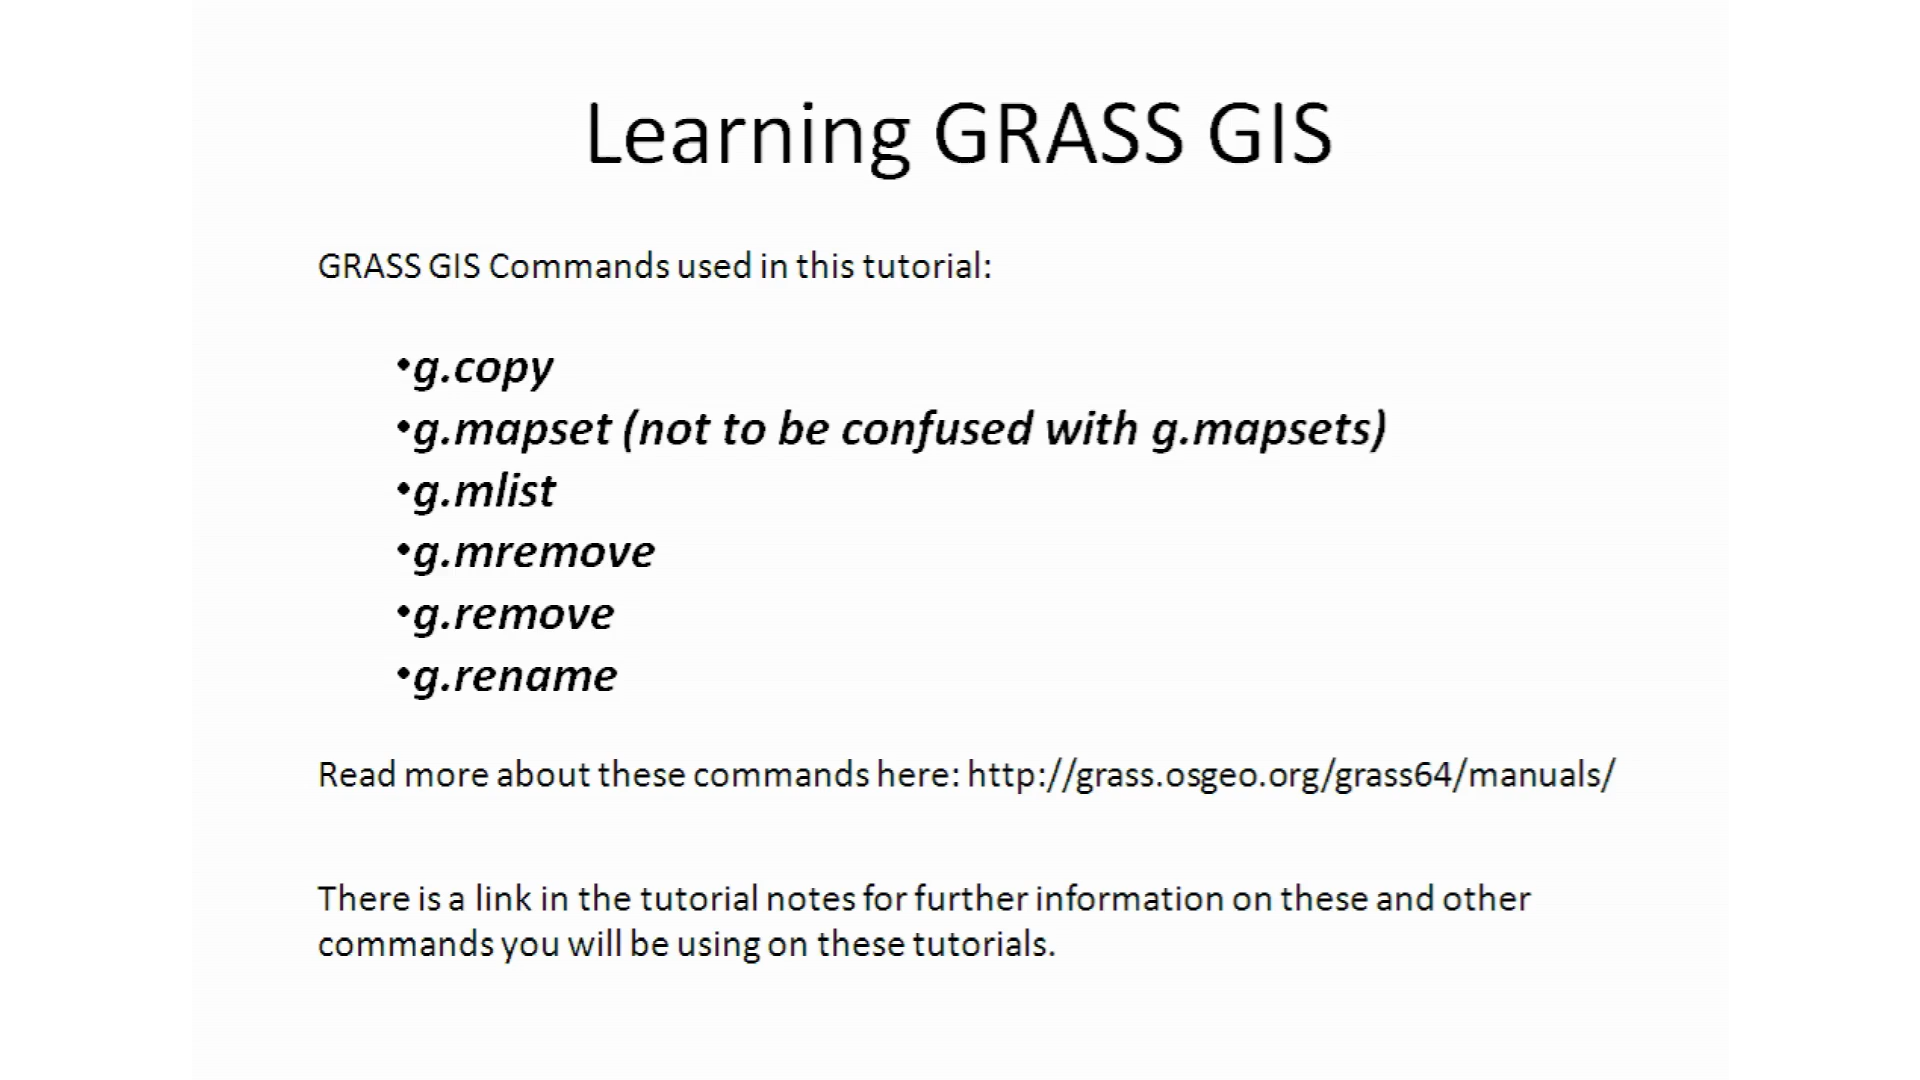 Learning GRASS GIS
GRASS GIS Commands used in this tutorial:
•g.copy
•g.mapset (not to be confused with g.mapsets)
•g.mlist
•g.mremove
•g.remove
•g.rename
Read more about these commands here: http://grass.osgeo.org/grass64/manuals/
There is a link in the tutorial notes for further information on these and other
commands you will be using on these tutorials.